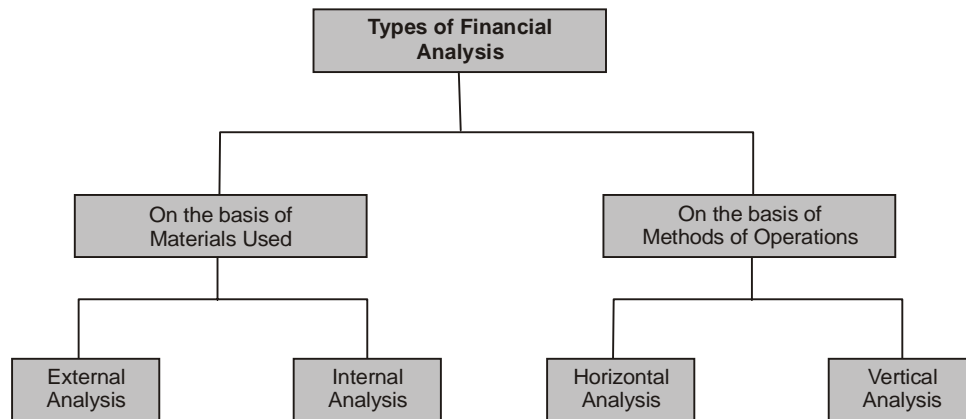 Types of Financial
Analysis
On the basis of
Materials Used
On the basis of
Methods of Operations
External
Analysis
Internal
Analysis
Horizontal
Analysis
Vertical
Analysis